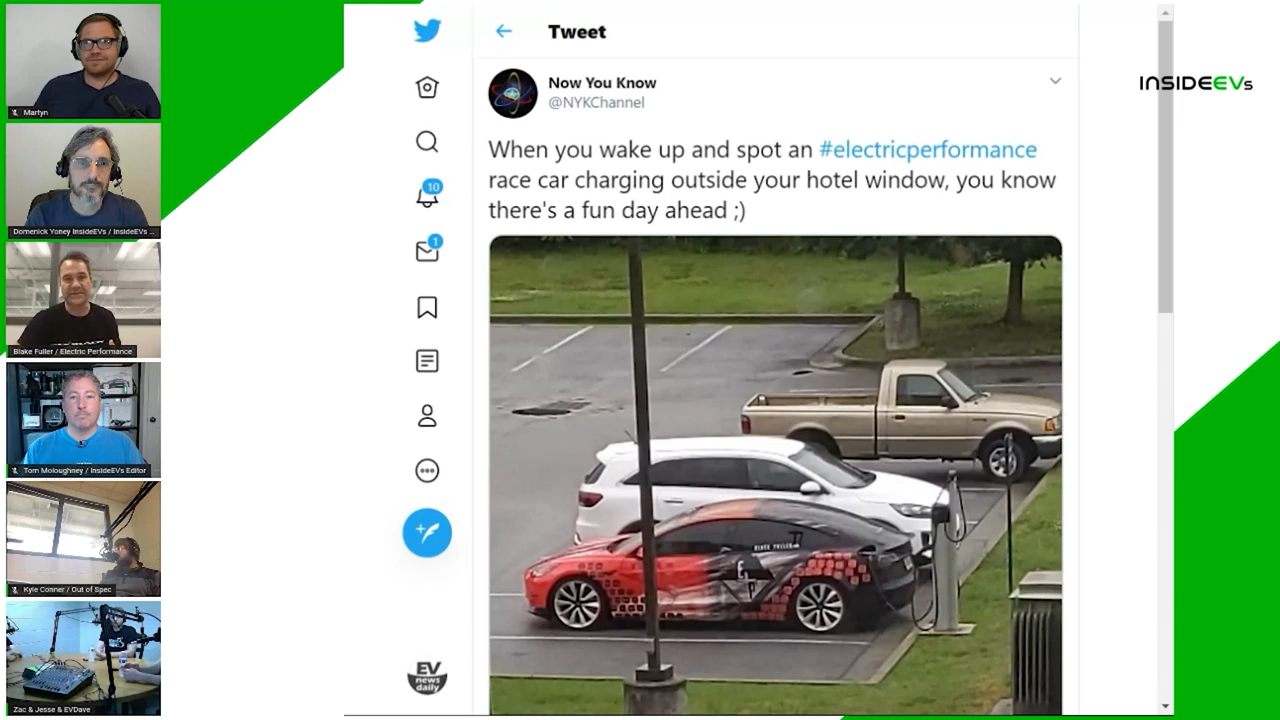 Martyn
Domenick Yoney InsideEVs / InsideEVs ...
Blake Fuller / Electric Performance
Tom Moloughney / InsideEVs Editor
Kyle Conner / Out of Spec
Zac & Jesse & EVDave
10
1
EV
news
daily
Tweet
Now You Know
@NYKChannel
When you wake up and spot an #electricperformance
race car charging outside your hotel window, you know
there's a fun day ahead ;)
BLAKE FULLER
E
P
INSIDEEVs